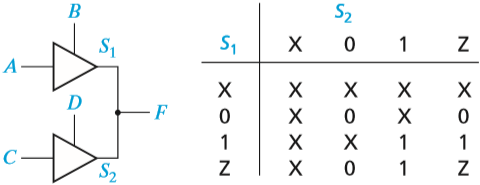 B
S₁
A
D
F
C
S₂
S₂
S₁ X 0 1 Z
X X X X X
0 X 0 X 0
1 X X 1 1
Z X 0 1 Z